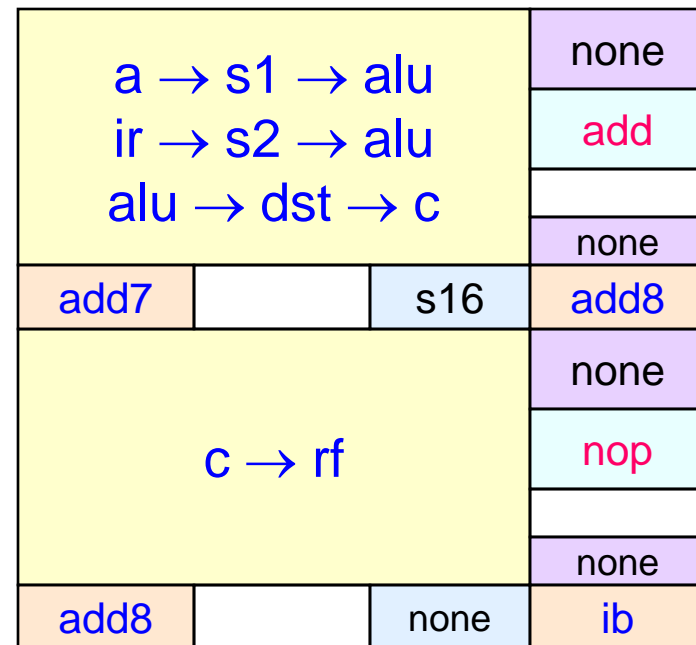 a → s1 → alu
ir → s2 → alu
alu → dst → c
none
add
none
add7
s16
add8
c → rf
none
nop
none
add8
none
ib